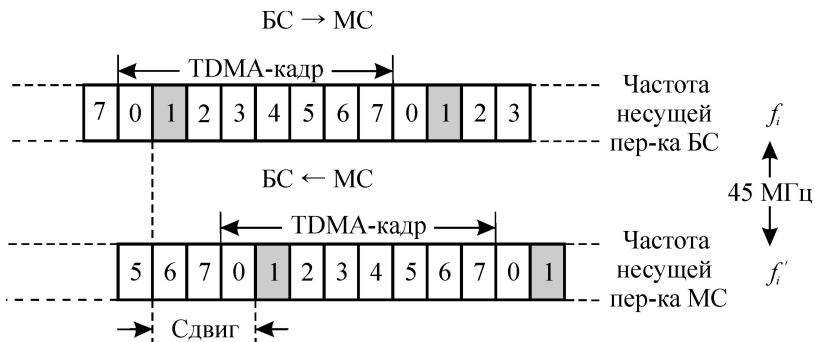 БС → МС
TDMA-кадр
7 0 1 2 3 4 5 6 7 0 1 2 3
Частота
несущей
пер-ка БС
fᵢ
45 МГц
БС ← МС
TDMA-кадр
5 6 7 0 1 2 3 4 5 6 7 0 1
Частота
несущей
пер-ка МС
fᵢ′
Сдвиг